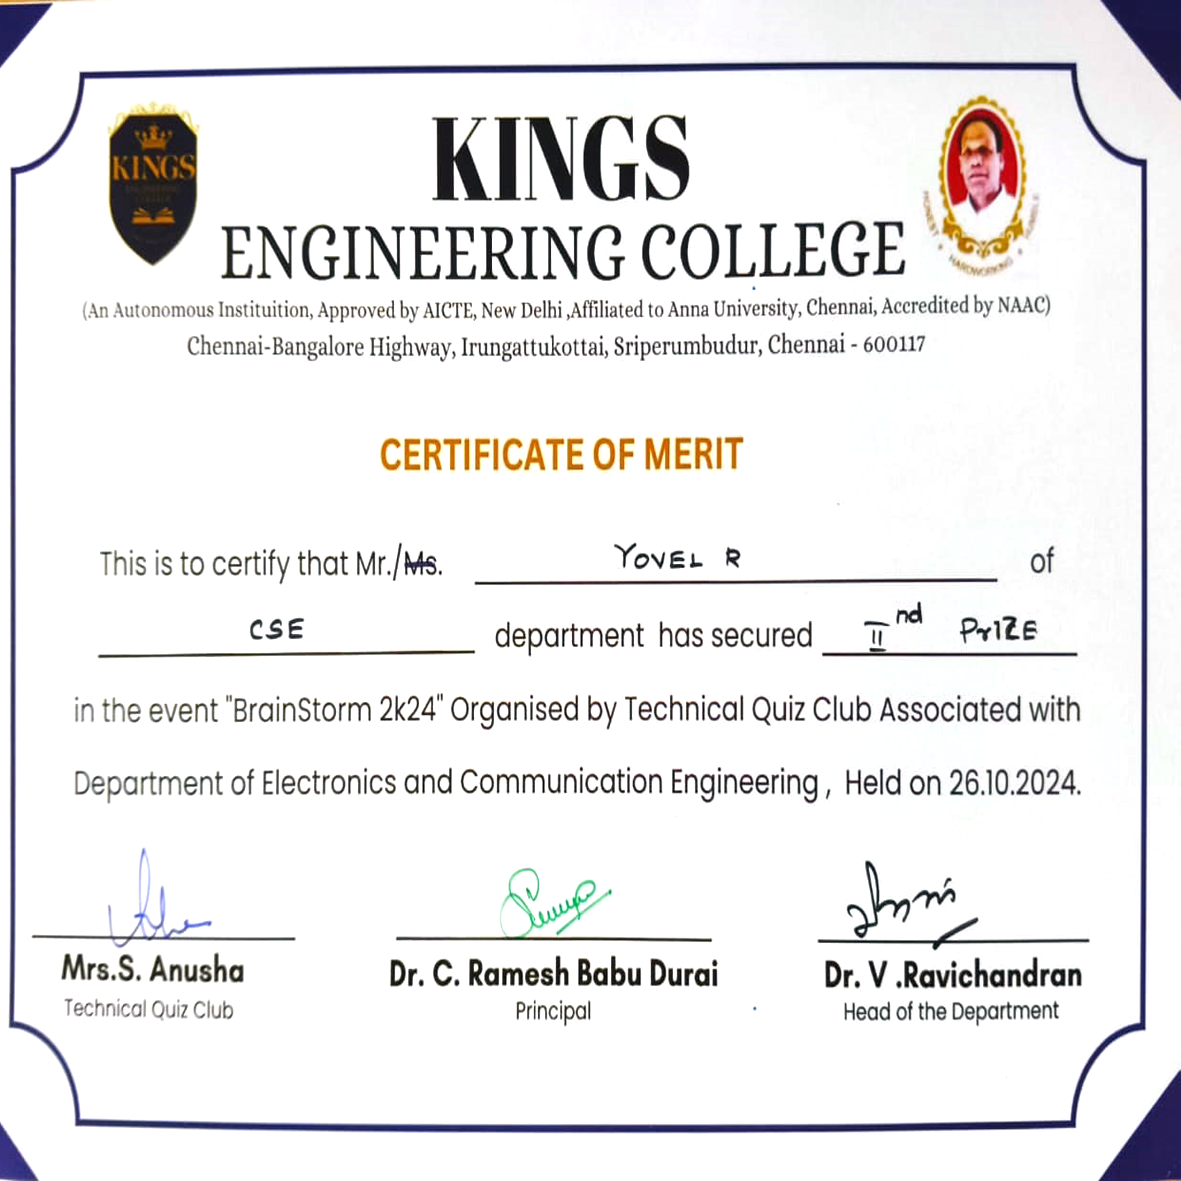 KINGS
KINGS
ENGINEERING COLLEGE
HONEST * HARDWORKING * HUMBLE
(An Autonomous Instituition, Approved by AICTE, New Delhi ,Affiliated to Anna University, Chennai, Accredited by NAAC)
Chennai-Bangalore Highway, Irungattukottai, Sriperumbudur, Chennai - 600117
CERTIFICATE OF MERIT
This is to certify that Mr./Ms. YOVEL R of
CSE department has secured II nd PrIZE
in the event "BrainStorm 2k24" Organised by Technical Quiz Club Associated with
Department of Electronics and Communication Engineering , Held on 26.10.2024.
Mrs.S. Anusha Dr. C. Ramesh Babu Durai Dr. V .Ravichandran
Technical Quiz Club Principal Head of the Department